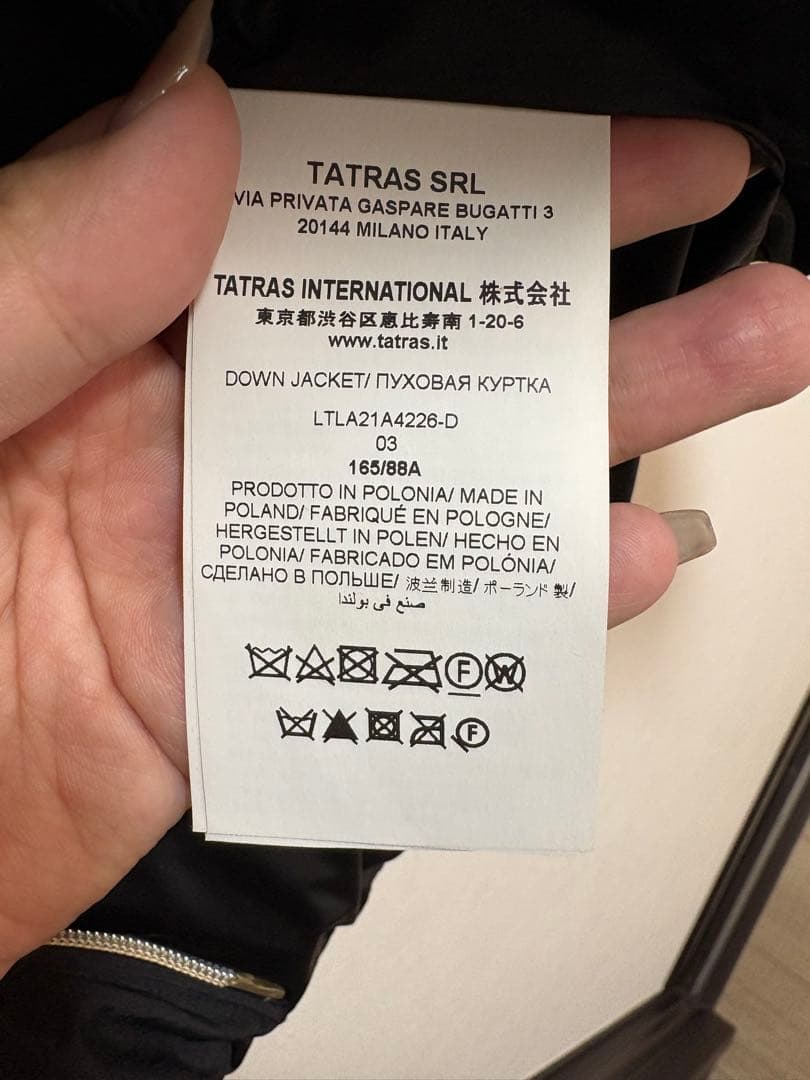 TATRAS SRL
VIA PRIVATA GASPARE BUGATTI 3
20144 MILANO ITALY
TATRAS INTERNATIONAL 株式会社
東京都渋谷区恵比寿南 1-20-6
www.tatras.it
DOWN JACKET/ ПУХОВАЯ КУРТКА
LTLA21A4226-D
03
165/88A
PRODOTTO IN POLONIA/ MADE IN
POLAND/ FABRIQUÉ EN POLOGNE/
HERGESTELLT IN POLEN/ HECHO EN
POLONIA/ FABRICADO EM POLÓNIA/
СДЕЛАНО В ПОЛЬШЕ/ 波兰制造/ ポーランド 製/
صنع في بولندا
F W
F